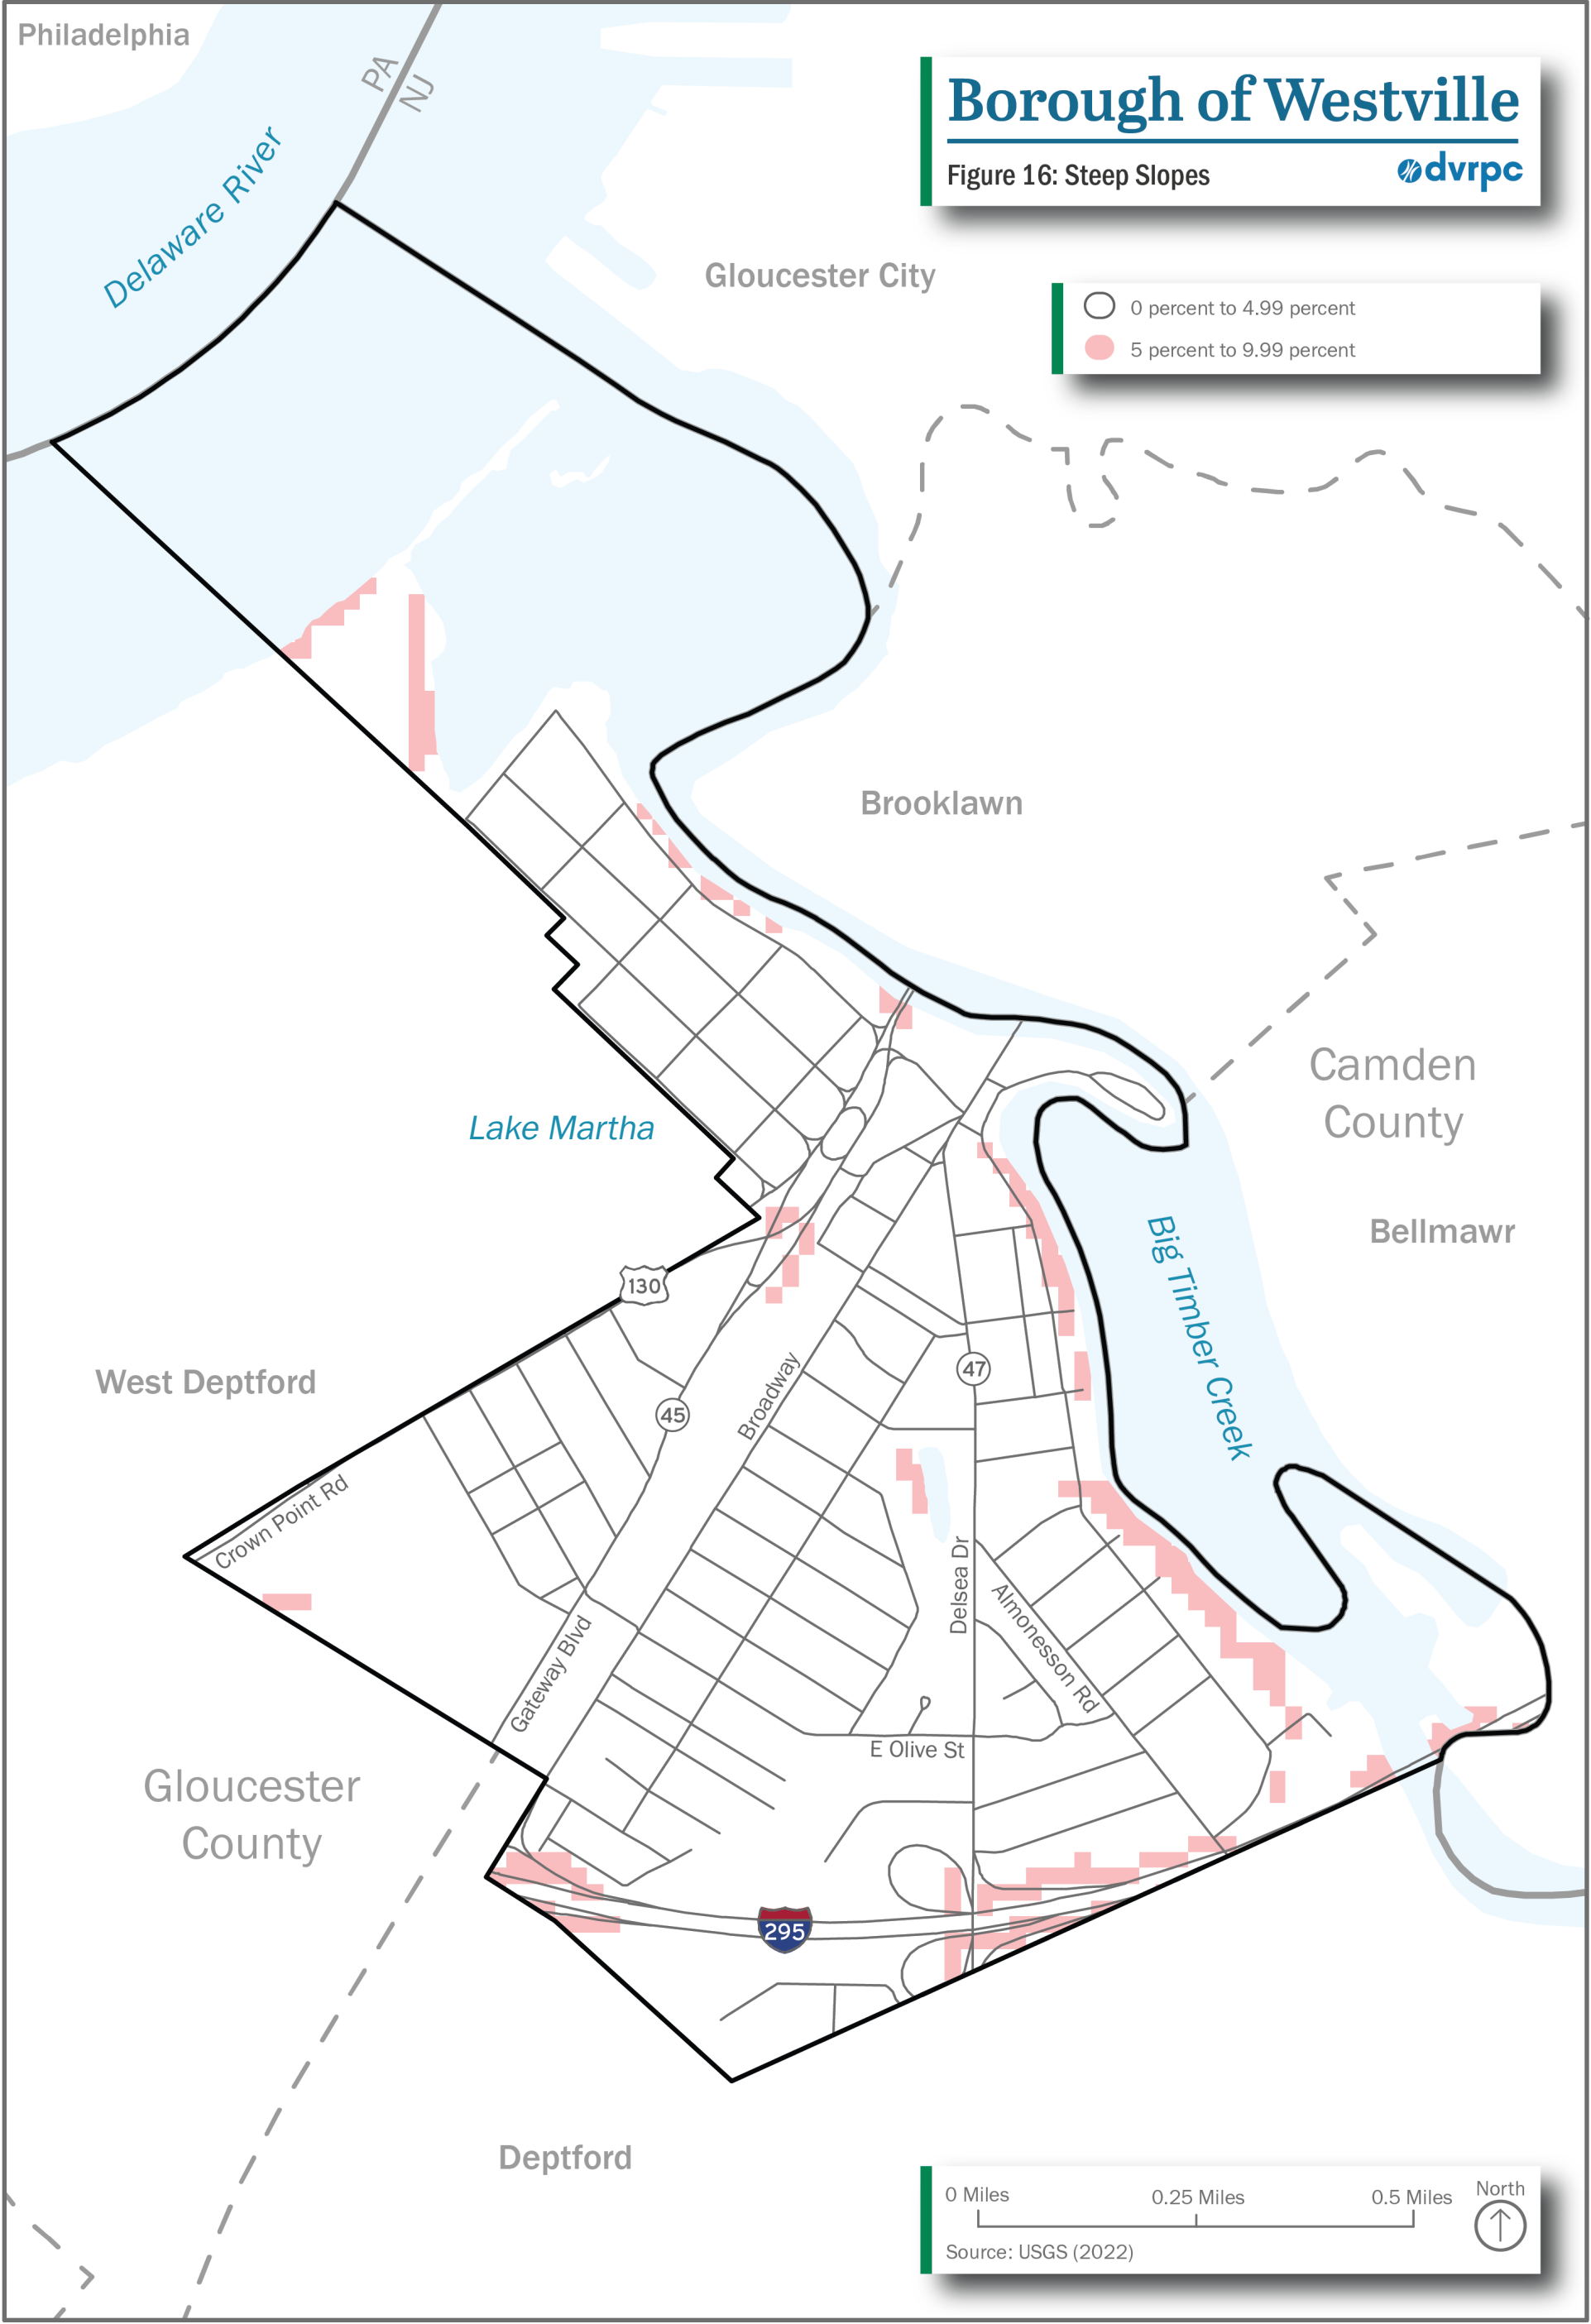 Philadelphia
PA
NJ
Borough of Westville
Figure 16: Steep Slopes
dvrpc
Delaware River
Gloucester City
0 percent to 4.99 percent
5 percent to 9.99 percent
Brooklawn
Camden
County
Lake Martha
Bellmawr
Big Timber Creek
130
West Deptford
47
45
Broadway
Crown Point Rd
Delsea Dr
Almonesson Rd
Gateway Blvd
E Olive St
Gloucester
County
295
Deptford
0 Miles
0.25 Miles
0.5 Miles
North
Source: USGS (2022)